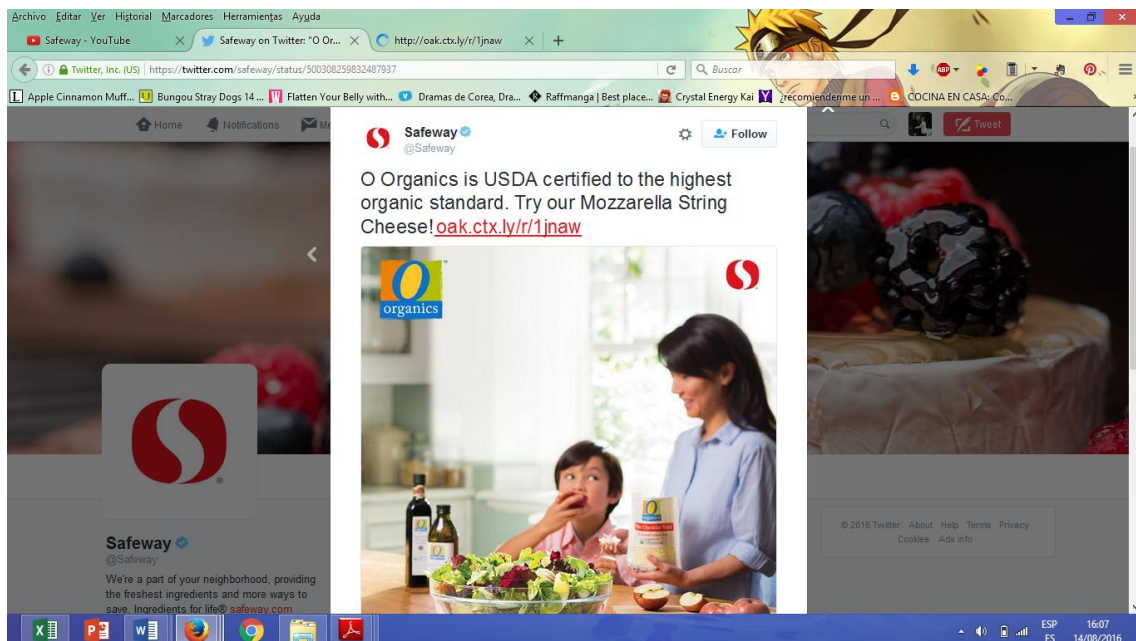 Archivo Editar Ver Historial Marcadores Herramientas Ayuda
Safeway - YouTube
Safeway on Twitter: "O Or...
http://oak.ctx.ly/r/1jnaw
Twitter, Inc. (US) https://twitter.com/safeway/status/500308259832487937
Buscar
Apple Cinnamon Muff... Bungou Stray Dogs 14 ... Flatten Your Belly with... Dramas de Corea, Dra... Raffmanga | Best place... Crystal Energy Kai ¿recomiendenme un ... COCINA EN CASA: Co...
Home Notifications Me
Tweet
Safeway
@Safeway
Follow
O Organics is USDA certified to the highest
organic standard. Try our Mozzarella String
Cheese! oak.ctx.ly/r/1jnaw
O
organics
Safeway
@Safeway
We're a part of your neighborhood, providing
the freshest ingredients and more ways to
save. Ingredients for life® safeway.com
© 2016 Twitter About Help Terms Privacy
Cookies Ads info
ESP
16:07
14/08/2016